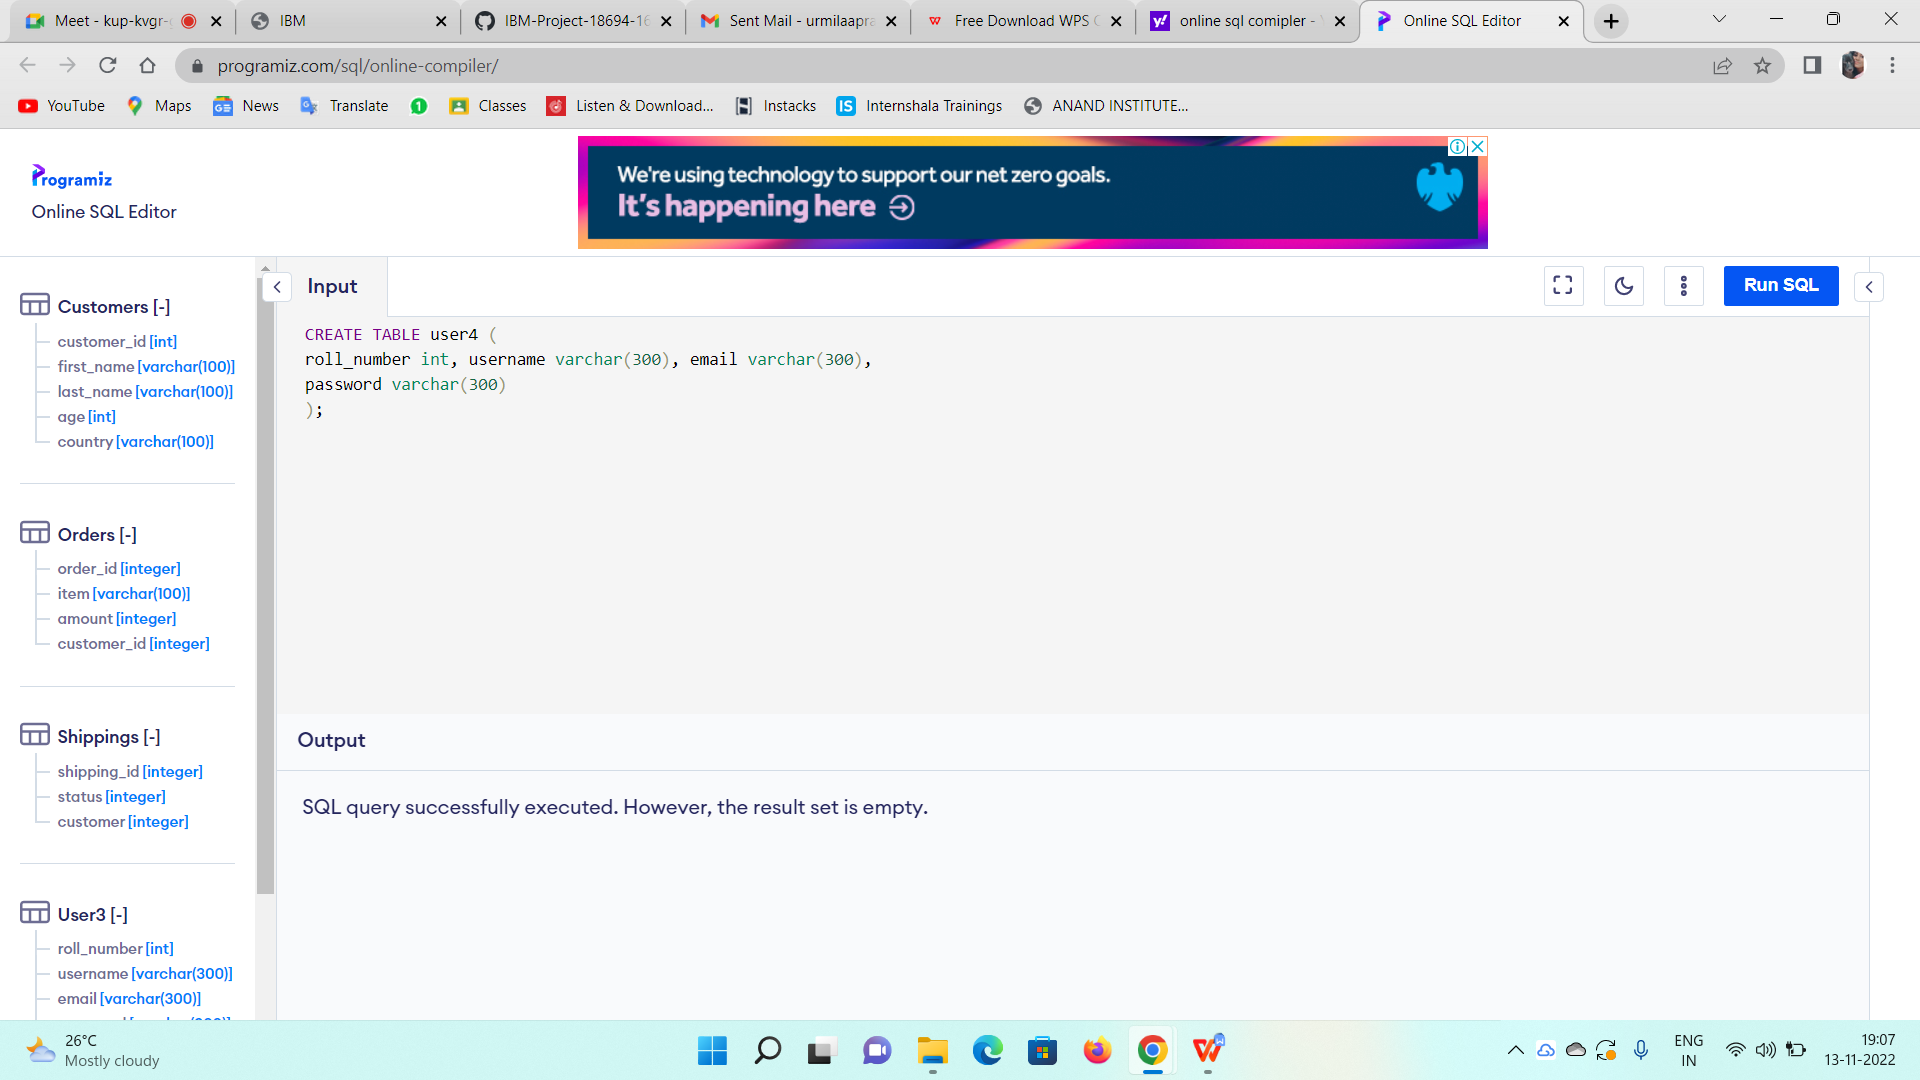 Meet - kup-kvgr-
IBM
IBM-Project-18694-16
Sent Mail - urmilaapra
Free Download WPS O
online sql comipler - Y
Online SQL Editor
programiz.com/sql/online-compiler/
YouTube
Maps
News
Translate
1
Classes
Listen & Download...
Instacks
IS
Internshala Trainings
ANAND INSTITUTE...
Programiz
Online SQL Editor
We're using technology to support our net zero goals.
It's happening here
Input
Run SQL
Customers [-]
customer_id [int]
first_name [varchar(100)]
last_name [varchar(100)]
age [int]
country [varchar(100)]
Orders [-]
order_id [integer]
item [varchar(100)]
amount [integer]
customer_id [integer]
Shippings [-]
shipping_id [integer]
status [integer]
customer [integer]
User3 [-]
roll_number [int]
username [varchar(300)]
email [varchar(300)]
CREATE TABLE user4 (
roll_number int, username varchar(300), email varchar(300),
password varchar(300)
);
Output
SQL query successfully executed. However, the result set is empty.
26°C
Mostly cloudy
ENG
IN
19:07
13-11-2022